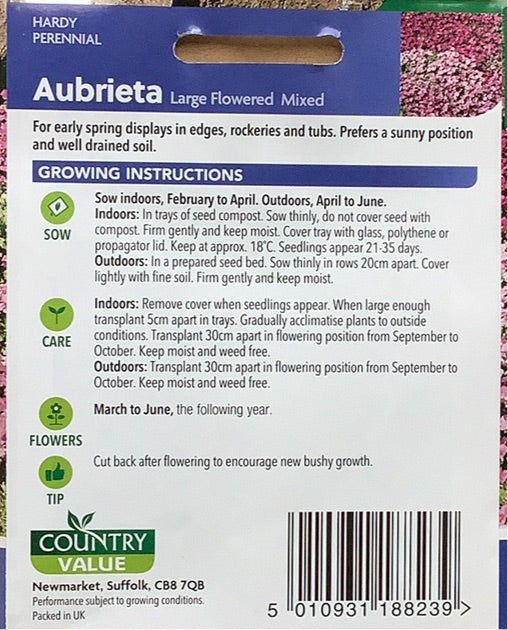 HARDY
PERENNIAL
Aubrieta Large Flowered Mixed
For early spring displays in edges, rockeries and tubs. Prefers a sunny position
and well drained soil.
GROWING INSTRUCTIONS
Sow indoors, February to April. Outdoors, April to June.
Indoors: In trays of seed compost. Sow thinly, do not cover seed with
compost. Firm gently and keep moist. Cover tray with glass, polythene or
propagator lid. Keep at approx. 18°C. Seedlings appear 21-35 days.
Outdoors: In a prepared seed bed. Sow thinly in rows 20cm apart. Cover
lightly with fine soil. Firm gently and keep moist.
SOW
Indoors: Remove cover when seedlings appear. When large enough
transplant 5cm apart in trays. Gradually acclimatise plants to outside
conditions. Transplant 30cm apart in flowering position from September to
October. Keep moist and weed free.
Outdoors: Transplant 30cm apart in flowering position from September to
October. Keep moist and weed free.
CARE
March to June, the following year.
FLOWERS
Cut back after flowering to encourage new bushy growth.
TIP
COUNTRY
VALUE
Newmarket, Suffolk, CB8 7QB
Performance subject to growing conditions.
Packed in UK
5 010931 188239 >